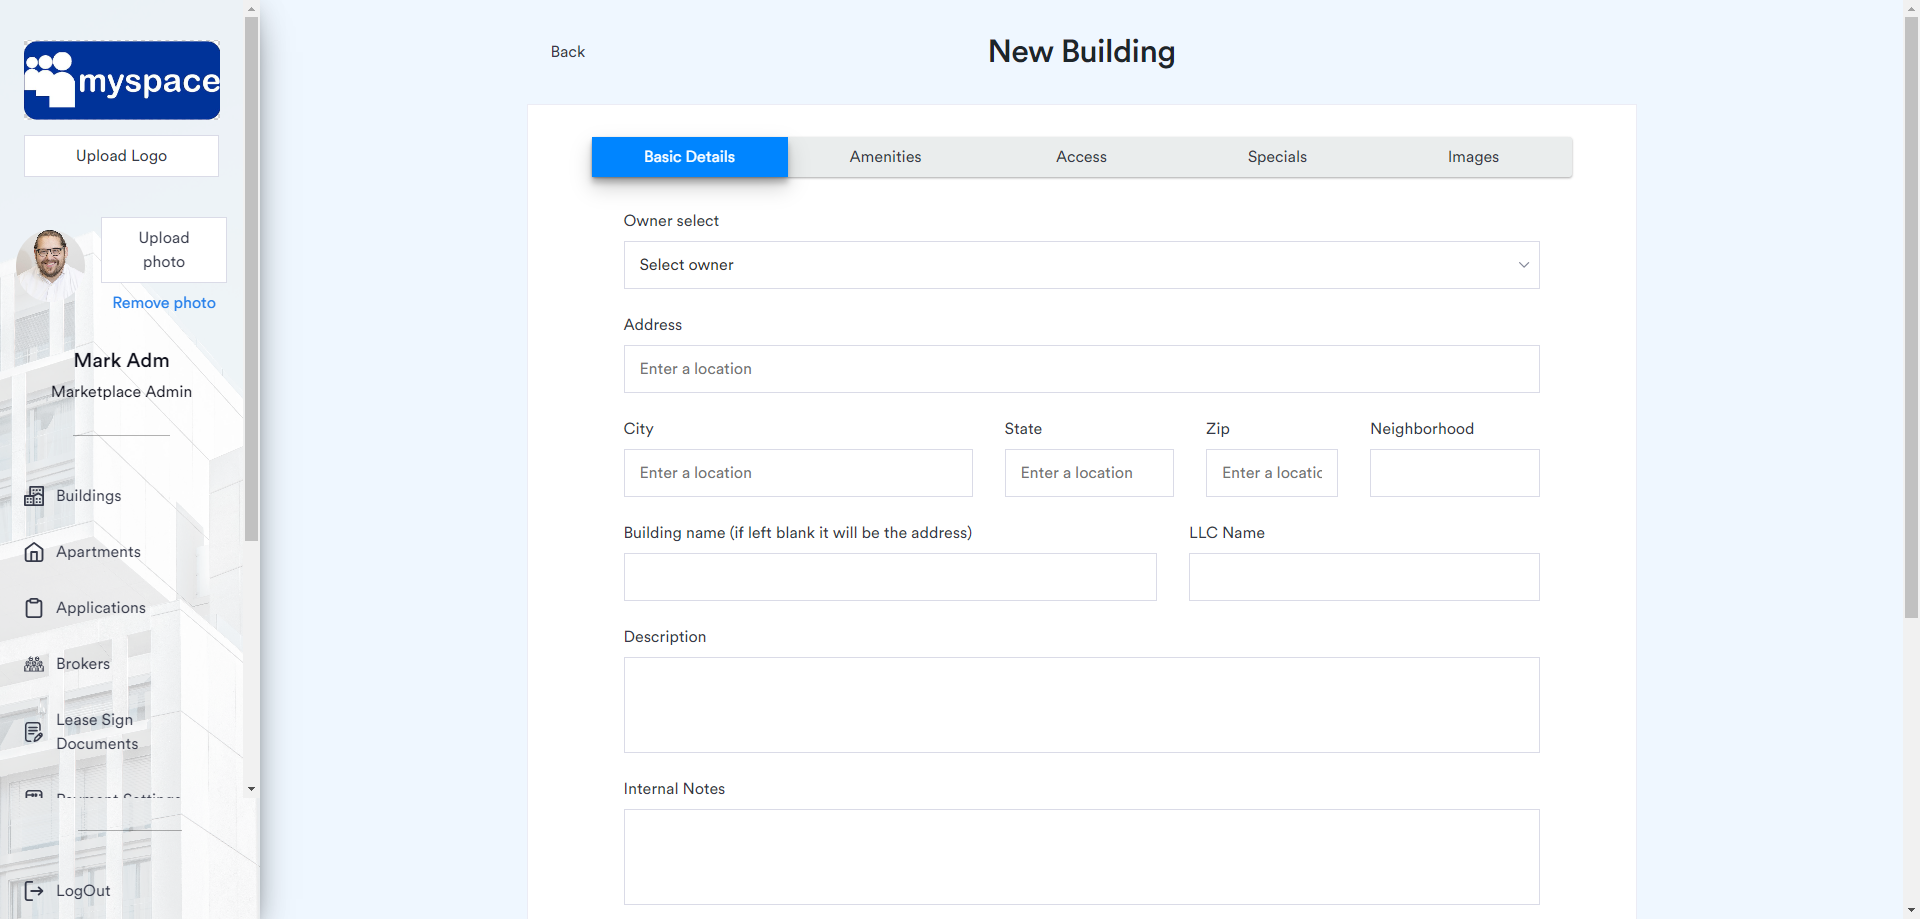 myspace
Upload Logo
Upload
photo
Remove photo
Mark Adm
Marketplace Admin
Buildings
Apartments
Applications
Brokers
Lease Sign
Documents
Payment Settings
LogOut
Back
New Building
Basic Details
Amenities
Access
Specials
Images
Owner select
Select owner
Address
Enter a location
City
State
Zip
Neighborhood
Enter a location
Enter a location
Enter a locatic
Building name (if left blank it will be the address)
LLC Name
Description
Internal Notes